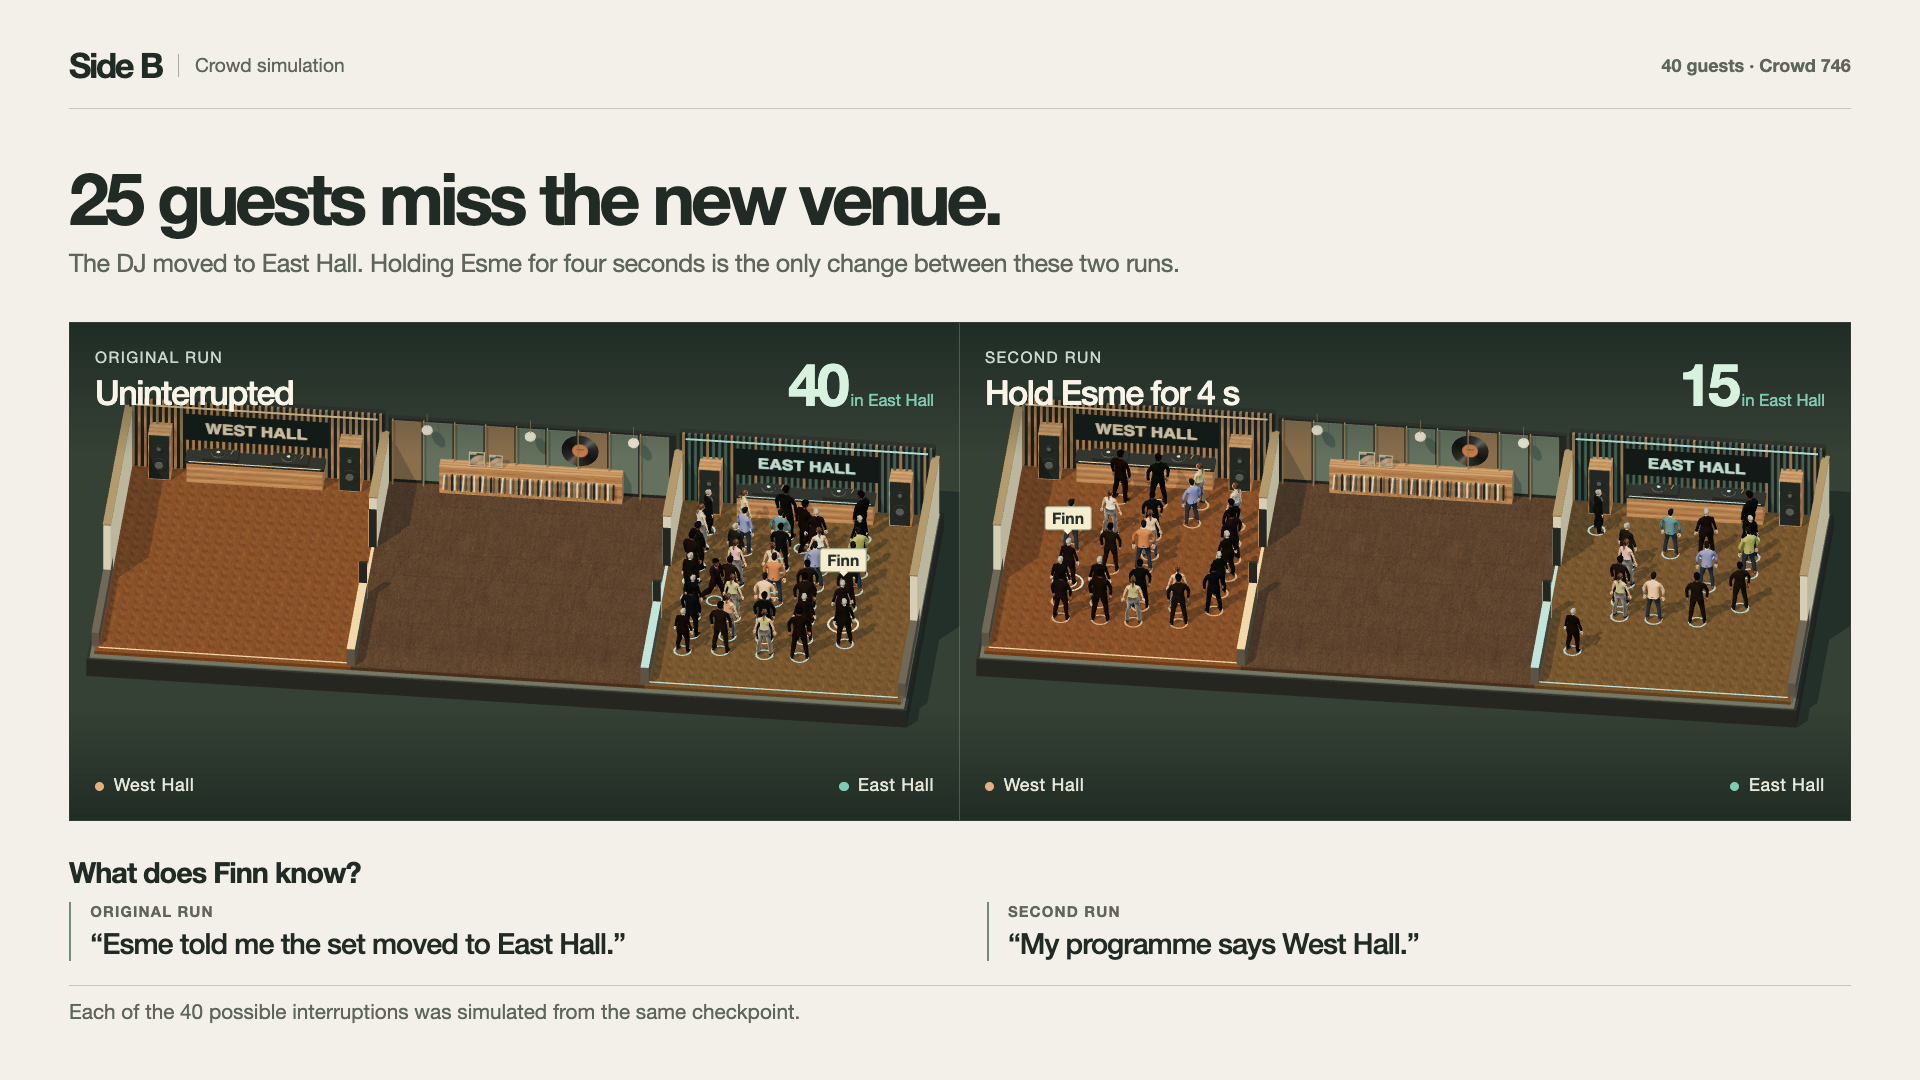 Side B
Crowd simulation
40 guests · Crowd 746
25 guests miss the new venue.
The DJ moved to East Hall. Holding Esme for four seconds is the only change between these two runs.
ORIGINAL RUN
Uninterrupted
40 in East Hall
WEST HALL
EAST HALL
Finn
West Hall
East Hall
SECOND RUN
Hold Esme for 4 s
15 in East Hall
WEST HALL
EAST HALL
Finn
West Hall
East Hall
What does Finn know?
ORIGINAL RUN
“Esme told me the set moved to East Hall.”
SECOND RUN
“My programme says West Hall.”
Each of the 40 possible interruptions was simulated from the same checkpoint.